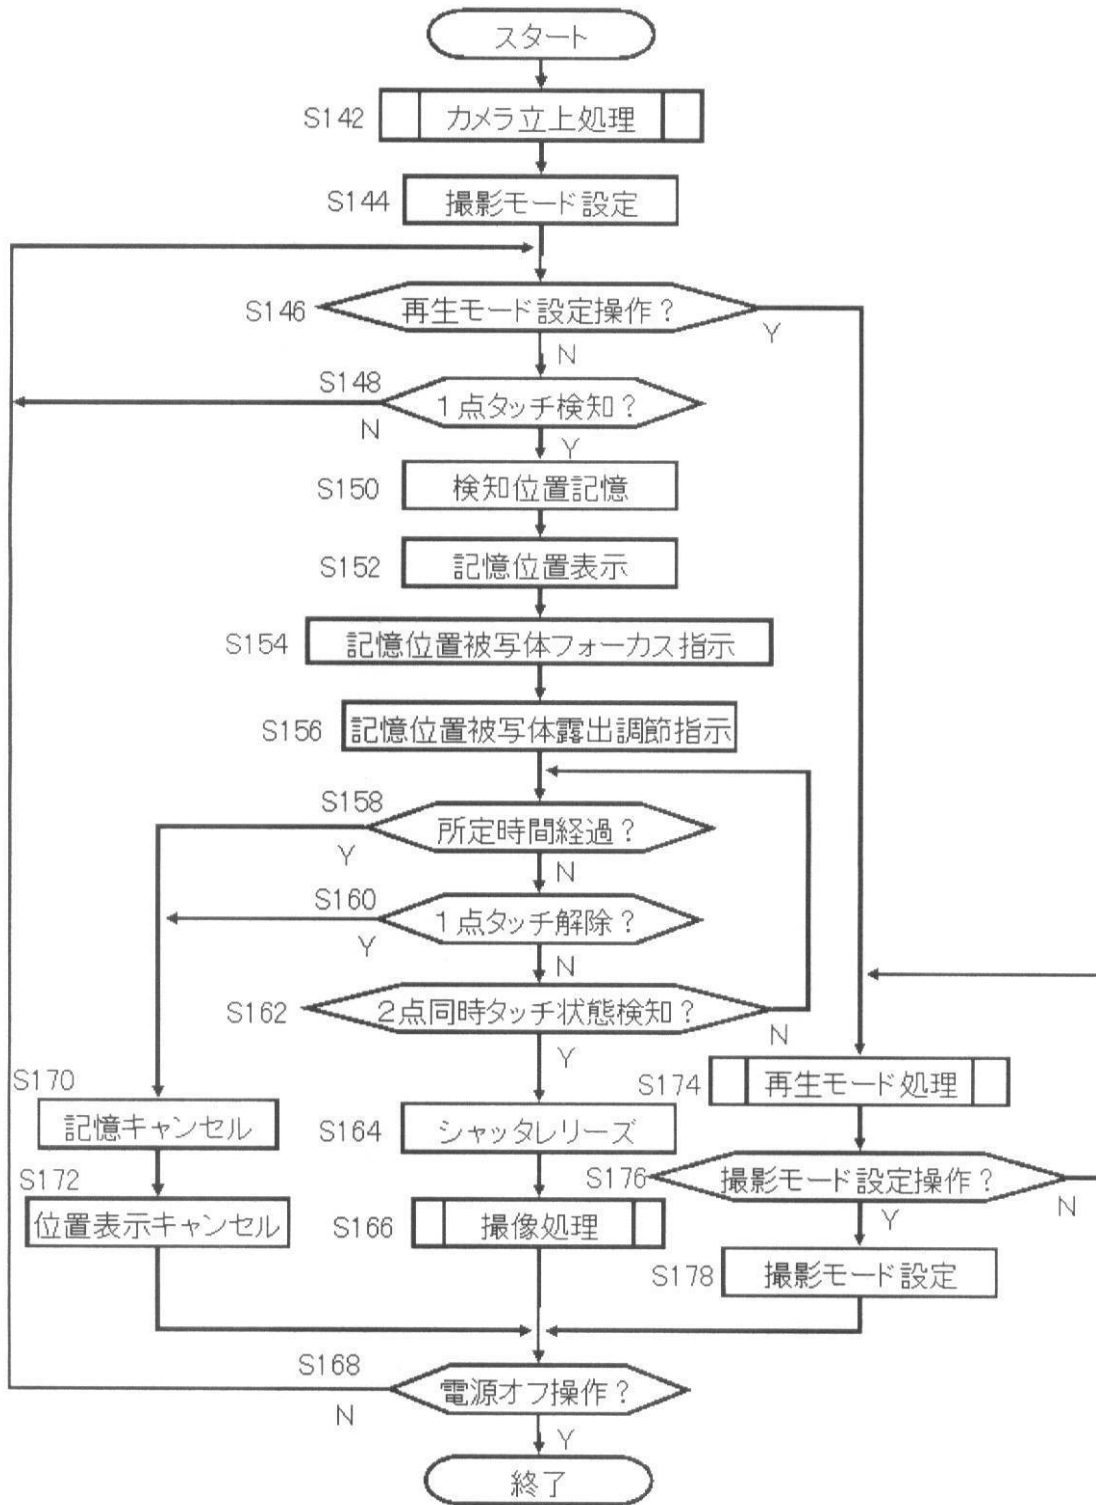 スタート
S142 カメラ立上処理
S144 撮影モード設定
S146 再生モード設定操作?
Y
N
S148 1点タッチ検知?
N
Y
S150 検知位置記憶
S152 記憶位置表示
S154 記憶位置被写体フォーカス指示
S156 記憶位置被写体露出調節指示
S158 所定時間経過?
Y
N
S160 1点タッチ解除?
Y
N
S162 2点同時タッチ状態検知?
N
Y
S170 記憶キャンセル
S172 位置表示キャンセル
S164 シャッタレリーズ
S166 撮像処理
S174 再生モード処理
S176 撮影モード設定操作?
N
Y
S178 撮影モード設定
S168 電源オフ操作?
N
Y
終了